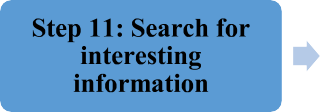 Step 11: Search for
interesting
information